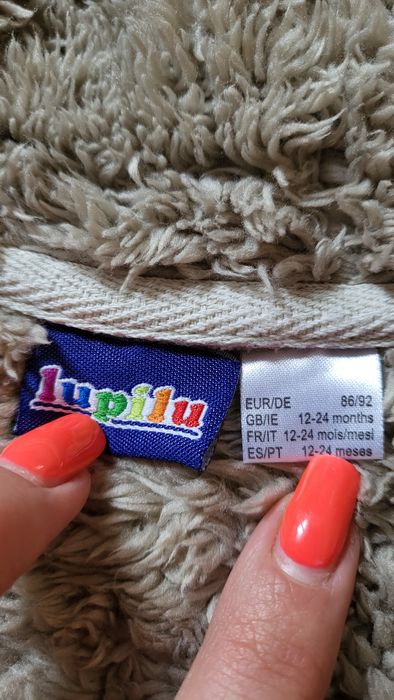 lupilu
EUR/DE 86/92
GB/IE 12-24 months
FR/IT 12-24 mois/mesi
ES/PT 12-24 meses